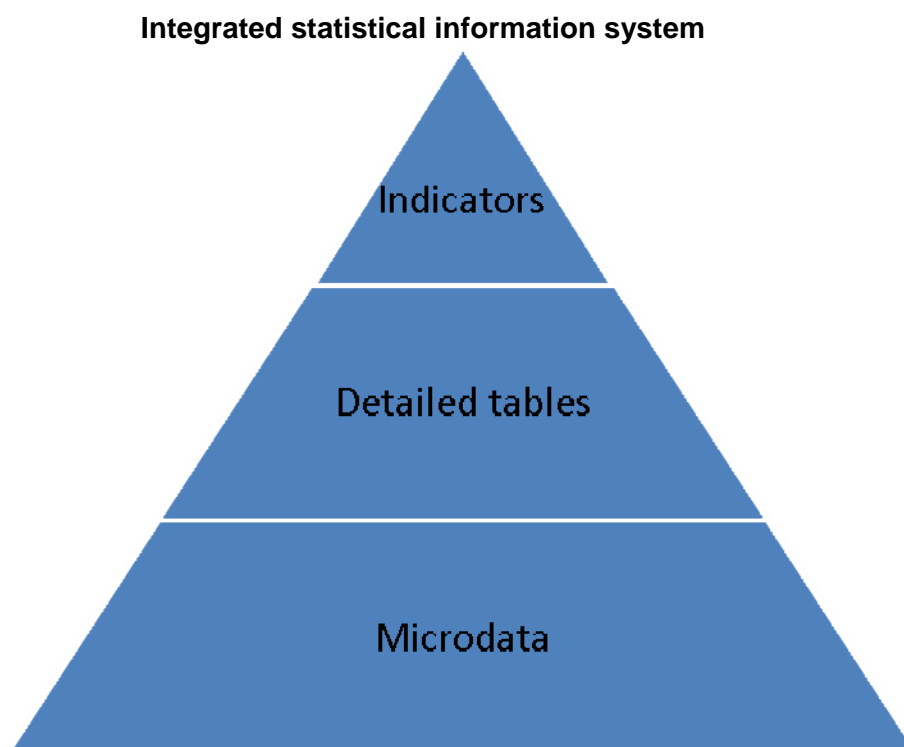 Integrated statistical information system
Indicators
Detailed tables
Microdata